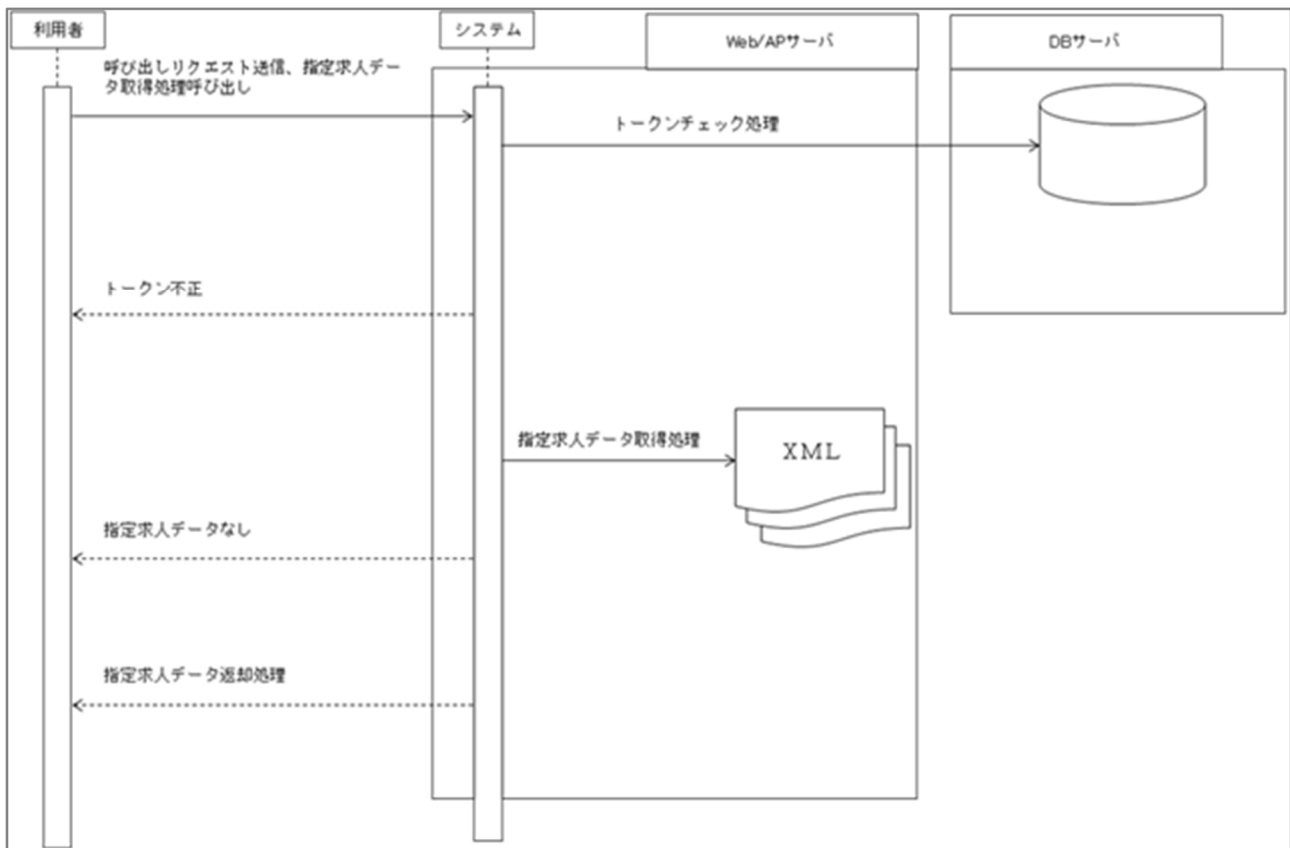 利用者
システム
Web/APサーバ
DBサーバ
呼び出しリクエスト送信、指定求人デー
タ取得処理呼び出し
トークンチェック処理
トークン不正
指定求人データ取得処理
XML
指定求人データなし
指定求人データ返却処理